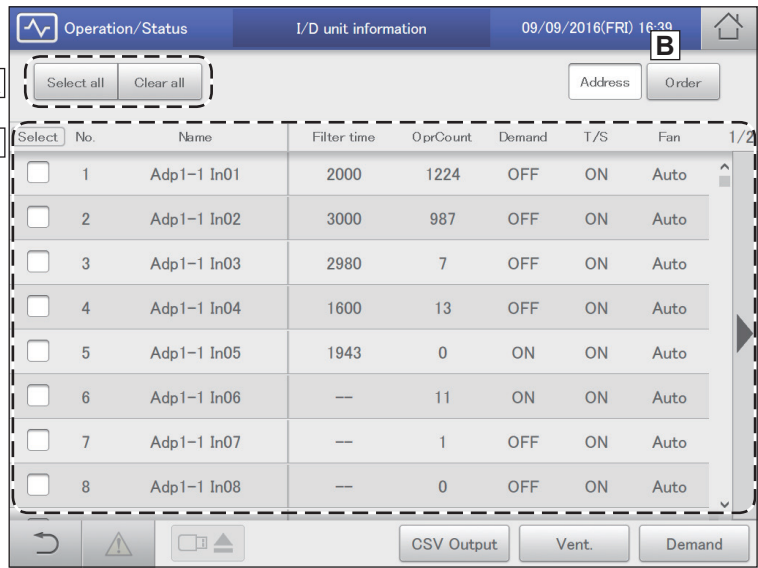 Operation/Status I/D unit information 09/09/2016(FRI) 16:39
B
Select all Clear all Address Order
Select No. Name Filter time OprCount Demand T/S Fan 1/2
1 Adp1-1 In01 2000 1224 OFF ON Auto
2 Adp1-1 In02 3000 987 OFF ON Auto
3 Adp1-1 In03 2980 7 OFF ON Auto
4 Adp1-1 In04 1600 13 OFF ON Auto
5 Adp1-1 In05 1943 0 ON ON Auto
6 Adp1-1 In06 -- 11 ON ON Auto
7 Adp1-1 In07 -- 1 OFF ON Auto
8 Adp1-1 In08 -- 0 OFF ON Auto
CSV Output Vent. Demand